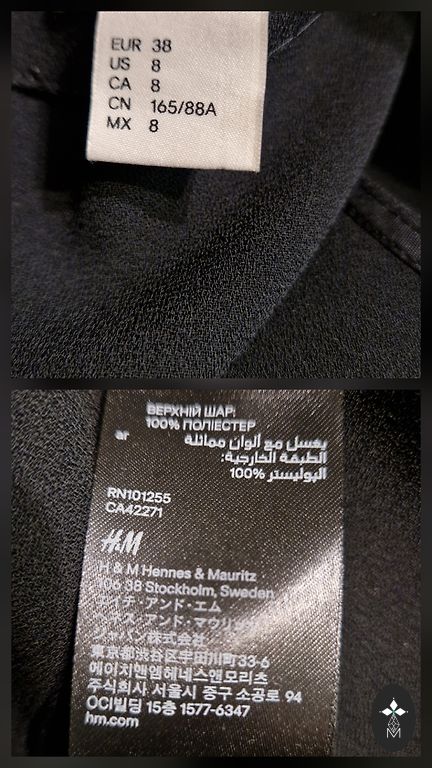 EUR 38
US 8
CA 8
CN 165/88A
MX 8
ВЕРХНІЙ ШАР:
100% ПОЛІЕСТЕР
ar
يغسل مع ألوان مماثلة
الطبقة الخارجية:
البوليستر %100
RN101255
CA42271
H&M
H & M Hennes & Mauritz
106 38 Stockholm, Sweden
エイチ・アンド・エム
ヘネス・アンド・マウリッツ
ジャパン株式会社
東京都渋谷区宇田川町33-6
에이치앤엠헤네스앤모리츠
주식회사 서울시 중구 소공로 94
OCI빌딩 15층 1577-6347
hm.com
M